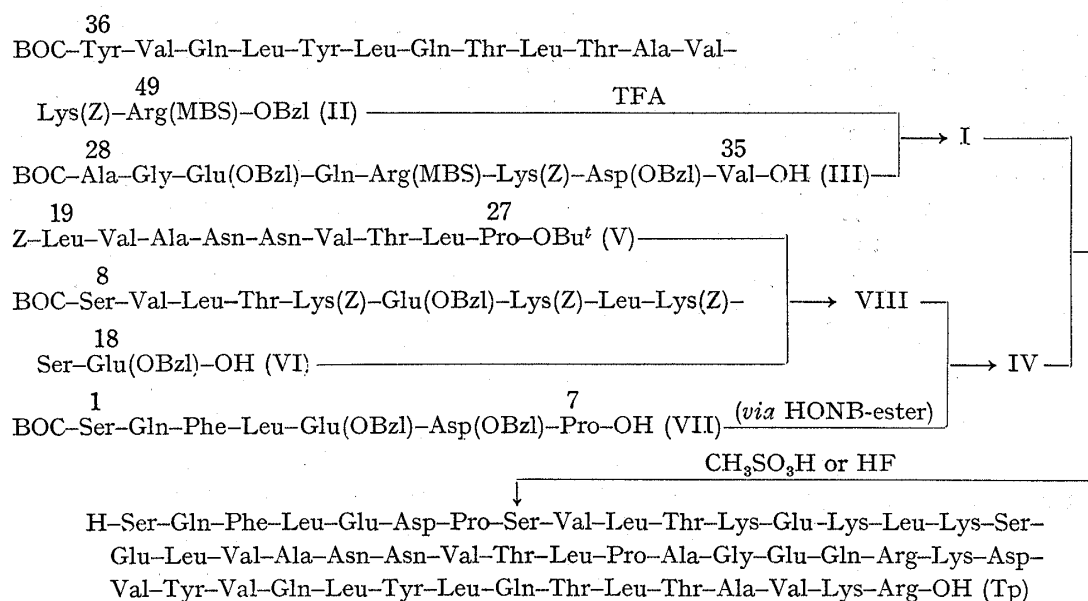 36
BOC–Tyr–Val–Gln–Leu–Tyr–Leu–Gln–Thr–Leu–Thr–Ala–Val–
49
Lys(Z)–Arg(MBS)–OBzl (II) TFA
→ I
28 35
BOC–Ala–Gly–Glu(OBzl)–Gln–Arg(MBS)–Lys(Z)–Asp(OBzl)–Val–OH (III)
19 27
Z–Leu–Val–Ala–Asn–Asn–Val–Thr–Leu–Pro–OBuᵗ (V)
8
BOC–Ser–Val–Leu–Thr–Lys(Z)–Glu(OBzl)–Lys(Z)–Leu–Lys(Z)– → VIII
18
Ser–Glu(OBzl)–OH (VI) → IV
1 7
BOC–Ser–Gln–Phe–Leu–Glu(OBzl)–Asp(OBzl)–Pro–OH (VII) (via HONB-ester)
CH₃SO₃H or HF
H–Ser–Gln–Phe–Leu–Glu–Asp–Pro–Ser–Val–Leu–Thr–Lys–Glu–Lys–Leu–Lys–Ser–
Glu–Leu–Val–Ala–Asn–Asn–Val–Thr–Leu–Pro–Ala–Gly–Glu–Gln–Arg–Lys–Asp–
Val–Tyr–Val–Gln–Leu–Tyr–Leu–Gln–Thr–Leu–Thr–Ala–Val–Lys–Arg–OH (Tp)